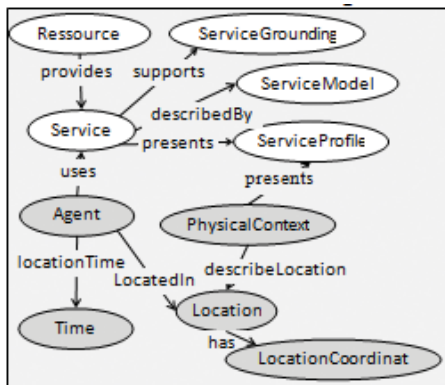 Ressource
ServiceGrounding
provides
supports
ServiceModel
describedBy
Service
presents
ServiceProfile
uses
presents
Agent
PhysicalContext
locationTime
describeLocation
LocatedIn
Time
Location
has
LocationCoordinat